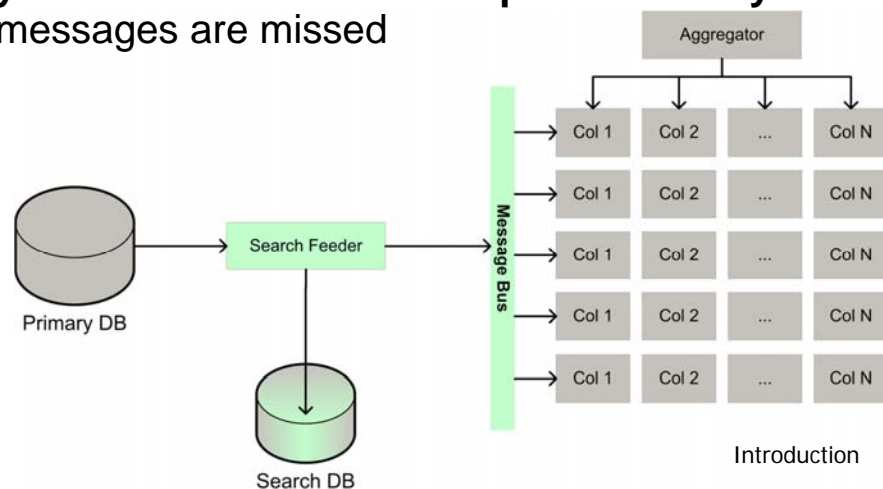 messages are missed
Aggregator
Col 1 Col 2 ... Col N
Col 1 Col 2 ... Col N
Col 1 Col 2 ... Col N
Col 1 Col 2 ... Col N
Col 1 Col 2 ... Col N
Message Bus
Search Feeder
Primary DB
Search DB
Introduction